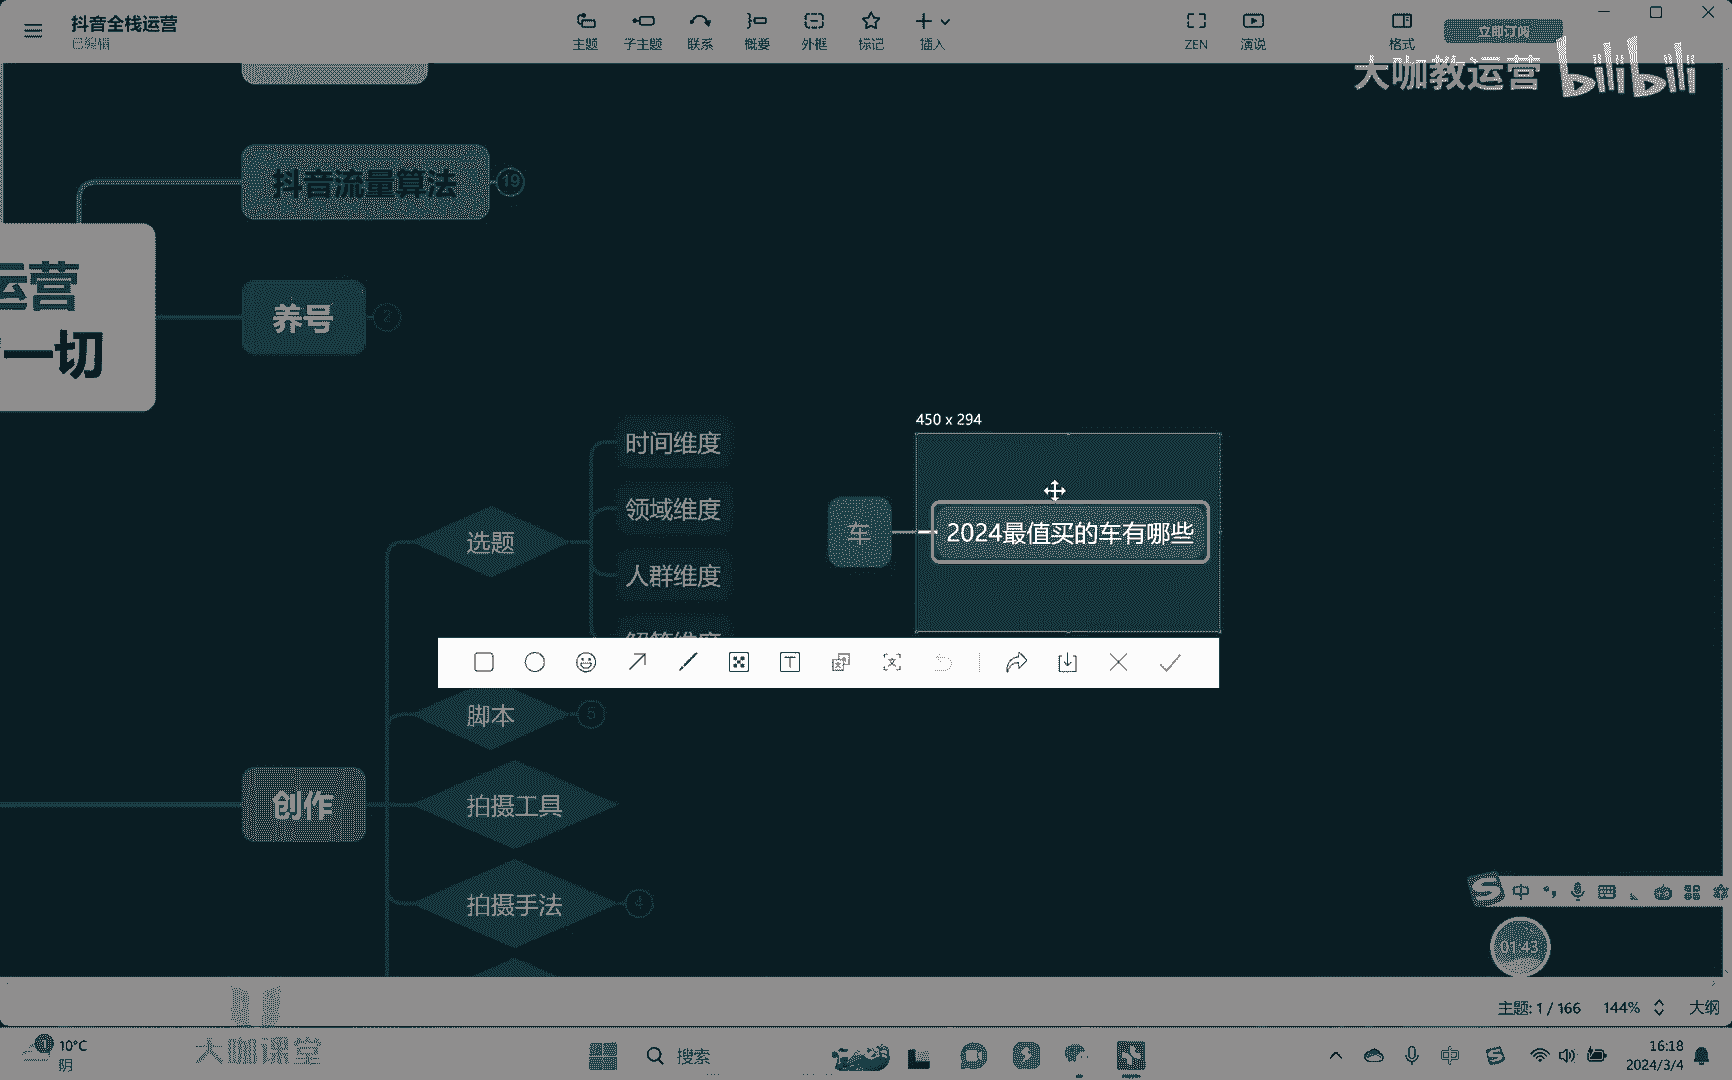 抖音全栈运营
已编辑
主题
子主题
联系
概要
外框
标记
插入
ZEN
演说
格式
立即订阅
大咖教运营 bilibili
抖音流量算法
19
运营
一切
养号
2
450 x 294
时间维度
领域维度
人群维度
选题
车
2024最值买的车有哪些
脚本
5
创作
拍摄工具
拍摄手法
4
中
01:43
主题: 1 / 166
144%
大纲
大咖课堂
1
10°C
阴
搜索
中
16:18
2024/3/4